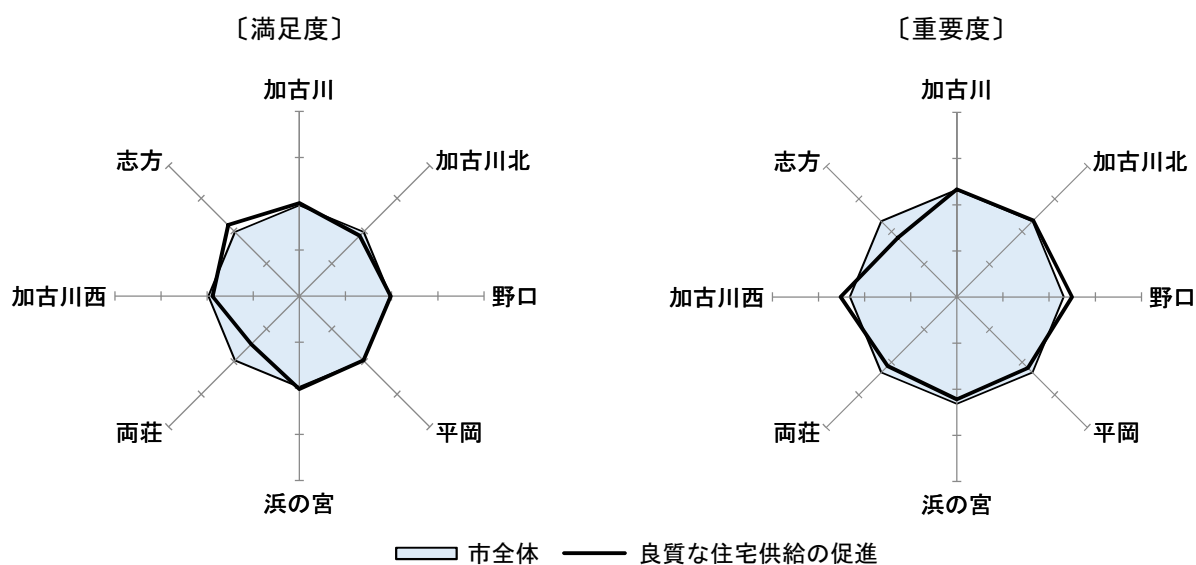 〔満足度〕
加古川
加古川北
野口
平岡
浜の宮
両荘
加古川西
志方
〔重要度〕
加古川
加古川北
野口
平岡
浜の宮
両荘
加古川西
志方
市全体
良質な住宅供給の促進